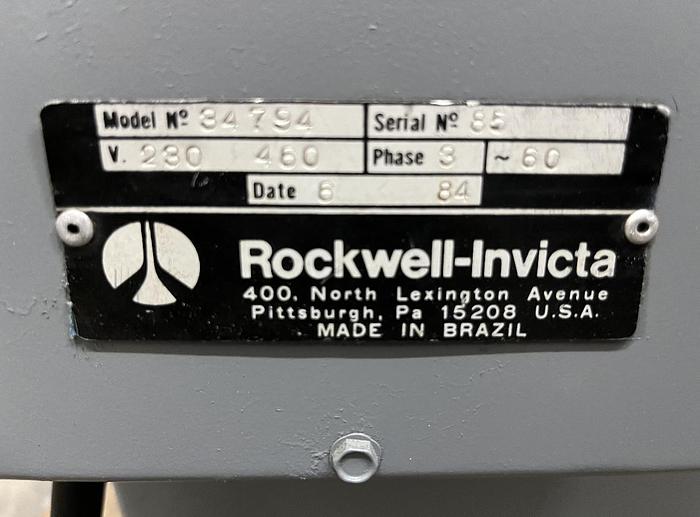 Model Nº 34794 Serial Nº 85
V. 230 460 Phase 3 ~ 60
Date 6 84
Rockwell-Invicta
400. North Lexington Avenue
Pittsburgh, Pa 15208 U.S.A.
MADE IN BRAZIL